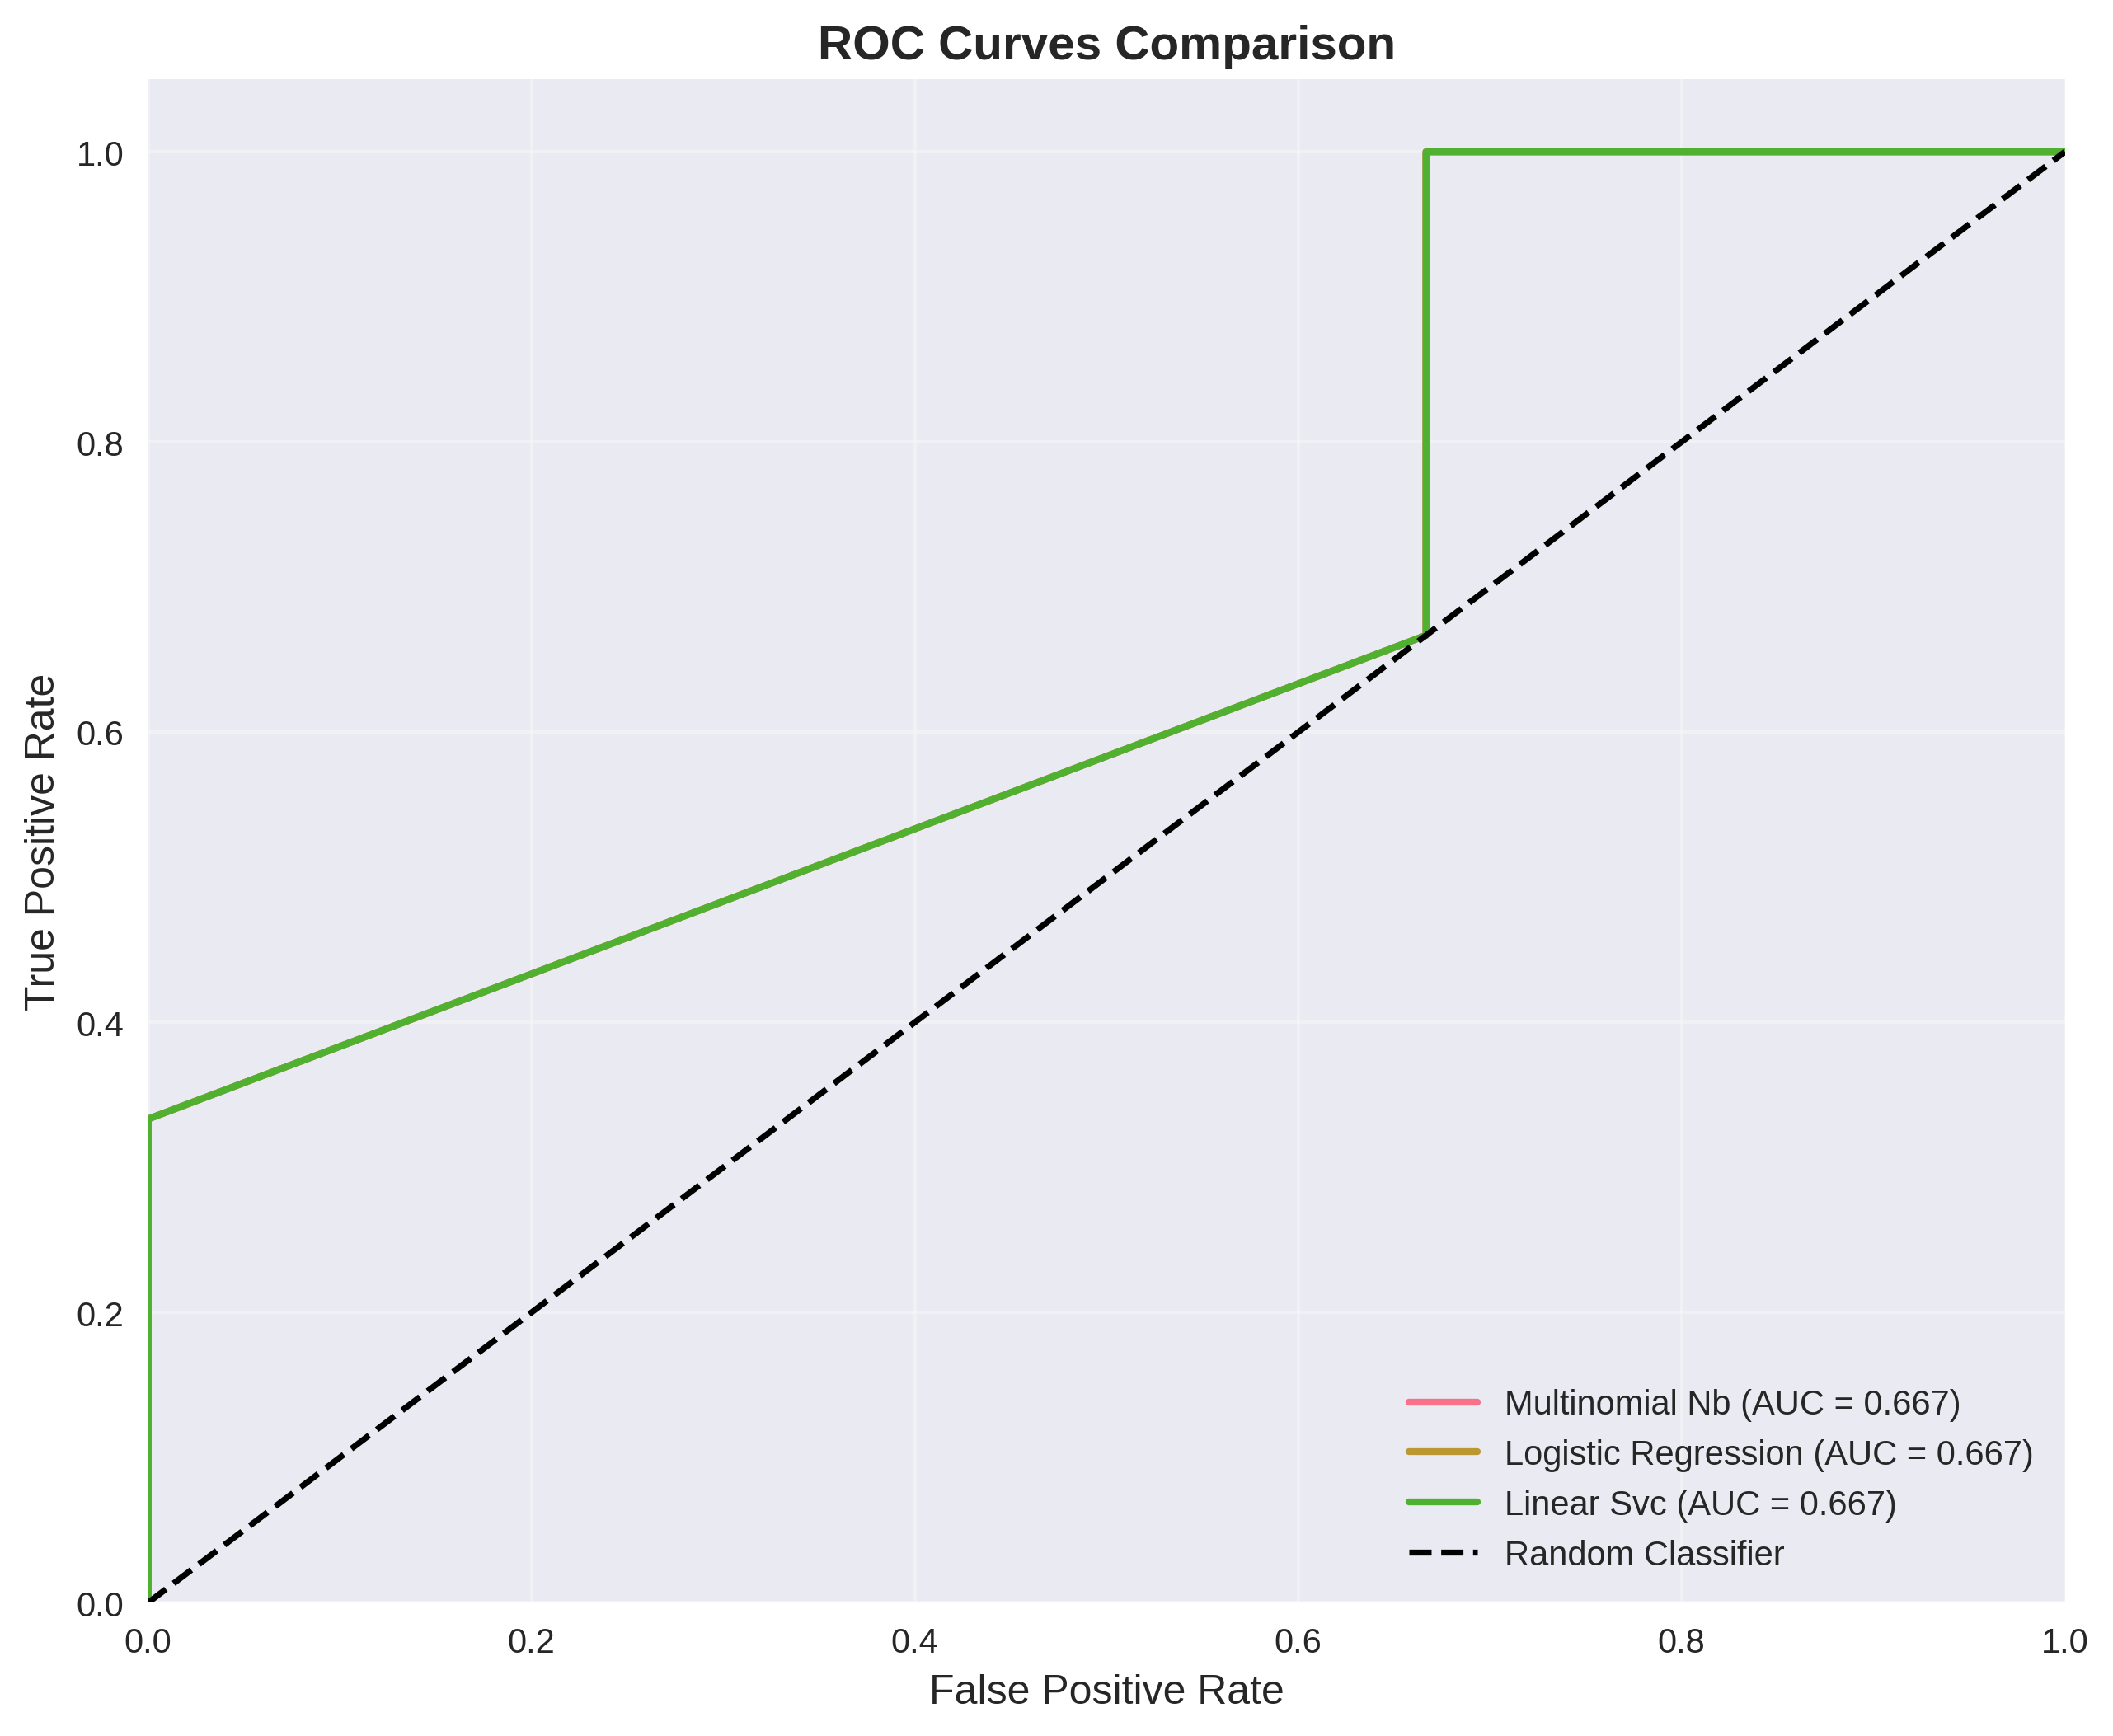 ROC Curves Comparison
True Positive Rate
1.0
0.8
0.6
0.4
0.2
0.0
0.0 0.2 0.4 0.6 0.8 1.0
False Positive Rate
Multinomial Nb (AUC = 0.667)
Logistic Regression (AUC = 0.667)
Linear Svc (AUC = 0.667)
Random Classifier